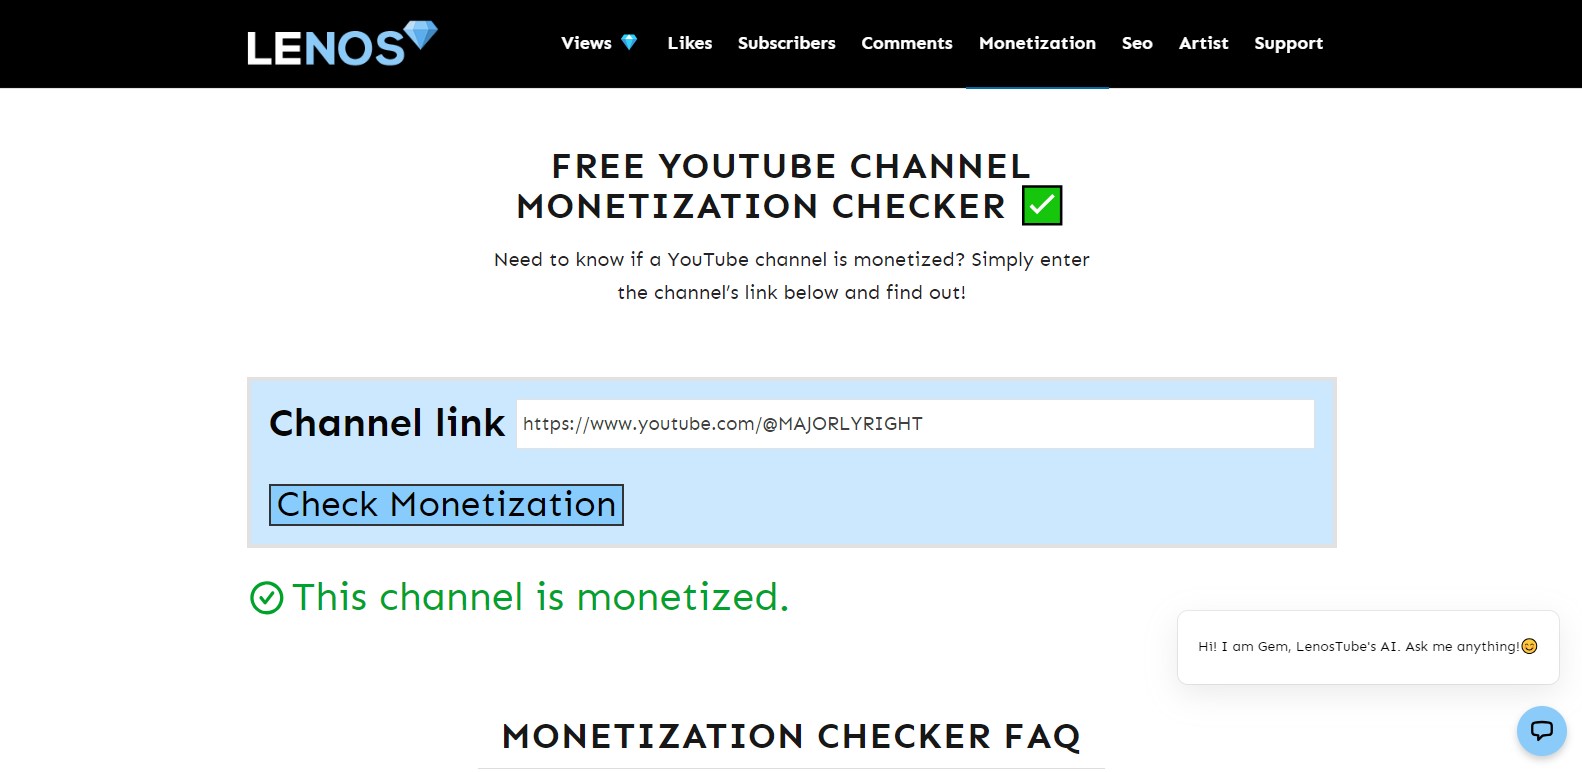 LENOS
Views Likes Subscribers Comments Monetization Seo Artist Support
FREE YOUTUBE CHANNEL
MONETIZATION CHECKER
Need to know if a YouTube channel is monetized? Simply enter
the channel’s link below and find out!
Channel link https://www.youtube.com/@MAJORLYRIGHT
Check Monetization
This channel is monetized.
Hi! I am Gem, LenosTube's AI. Ask me anything!😊
MONETIZATION CHECKER FAQ